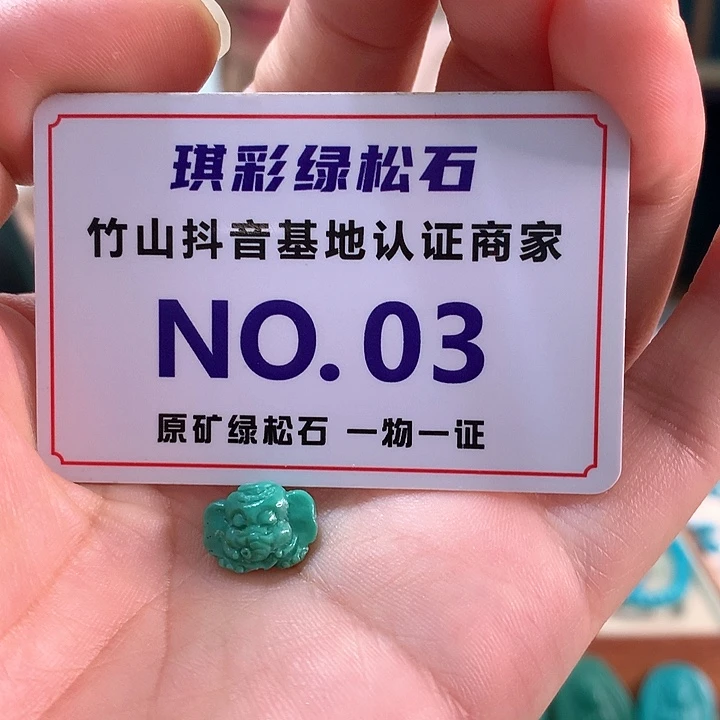 琪彩绿松石
竹山抖音基地认证商家
NO.03
原矿绿松石 一物一证